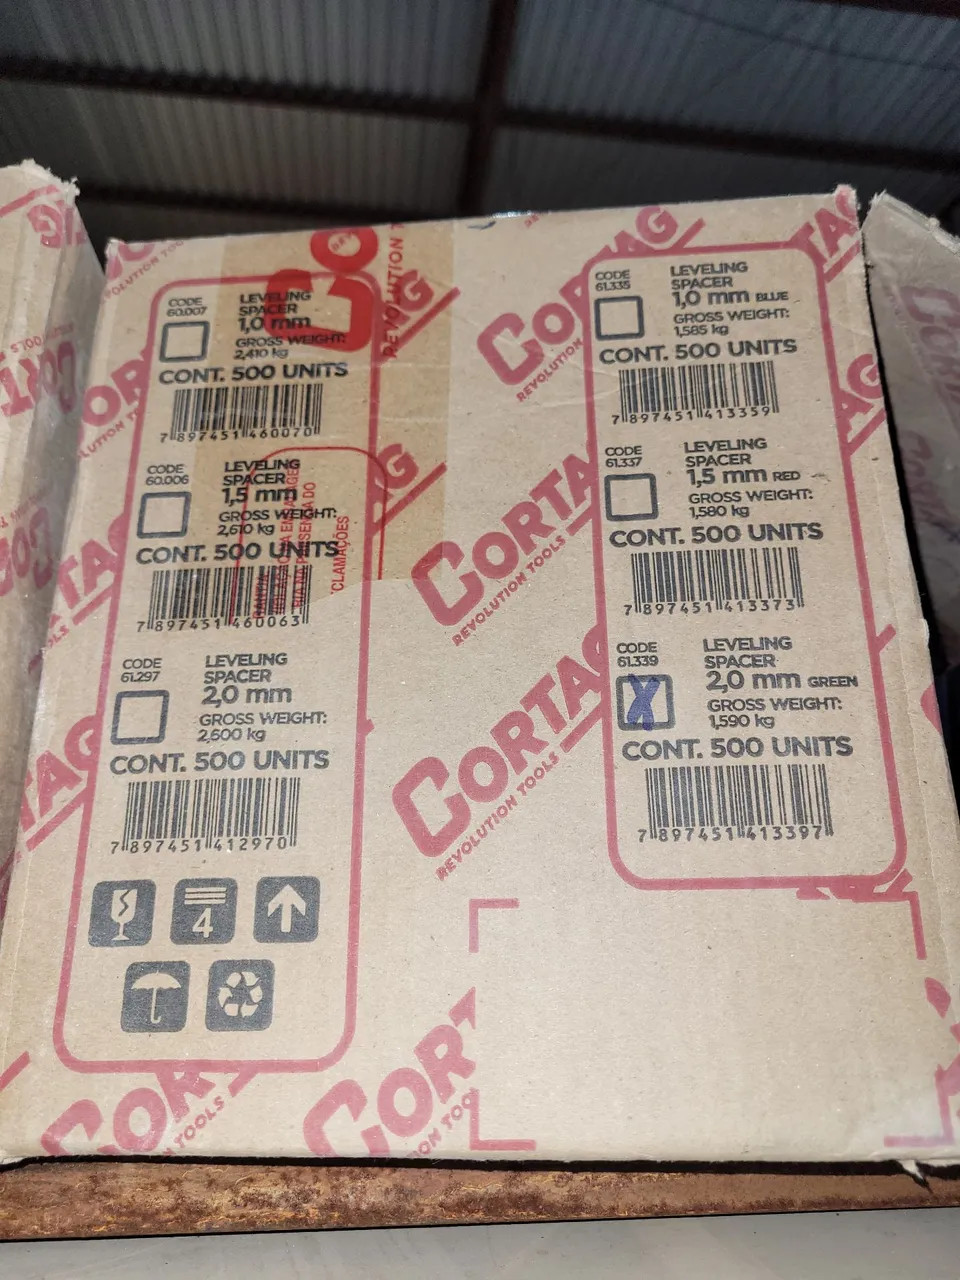 CORTAG
REVOLUTION TOOLS
CODE
60.007
LEVELING
SPACER
1,0 mm
GROSS WEIGHT:
2,410 kg
CONT. 500 UNITS
7 897451 460070
CODE
60.006
LEVELING
SPACER
1,5 mm
GROSS WEIGHT:
2,610 kg
CONT. 500 UNITS
7 897451 460063
CODE
61.297
LEVELING
SPACER
2,0 mm
GROSS WEIGHT:
2,600 kg
CONT. 500 UNITS
7 897451 412970
4
CODE
61.335
LEVELING
SPACER
1,0 mm BLUE
GROSS WEIGHT:
1,585 kg
CONT. 500 UNITS
7 897451 413359
CODE
61.337
LEVELING
SPACER
1,5 mm RED
GROSS WEIGHT:
1,580 kg
CONT. 500 UNITS
7 897451 413373
CODE
61.339
X
LEVELING
SPACER
2,0 mm GREEN
GROSS WEIGHT:
1,590 kg
CONT. 500 UNITS
7 897451 413397
CORTAG
REVOLUTION TOOLS
CORTAG
REVOLUTION TOOLS